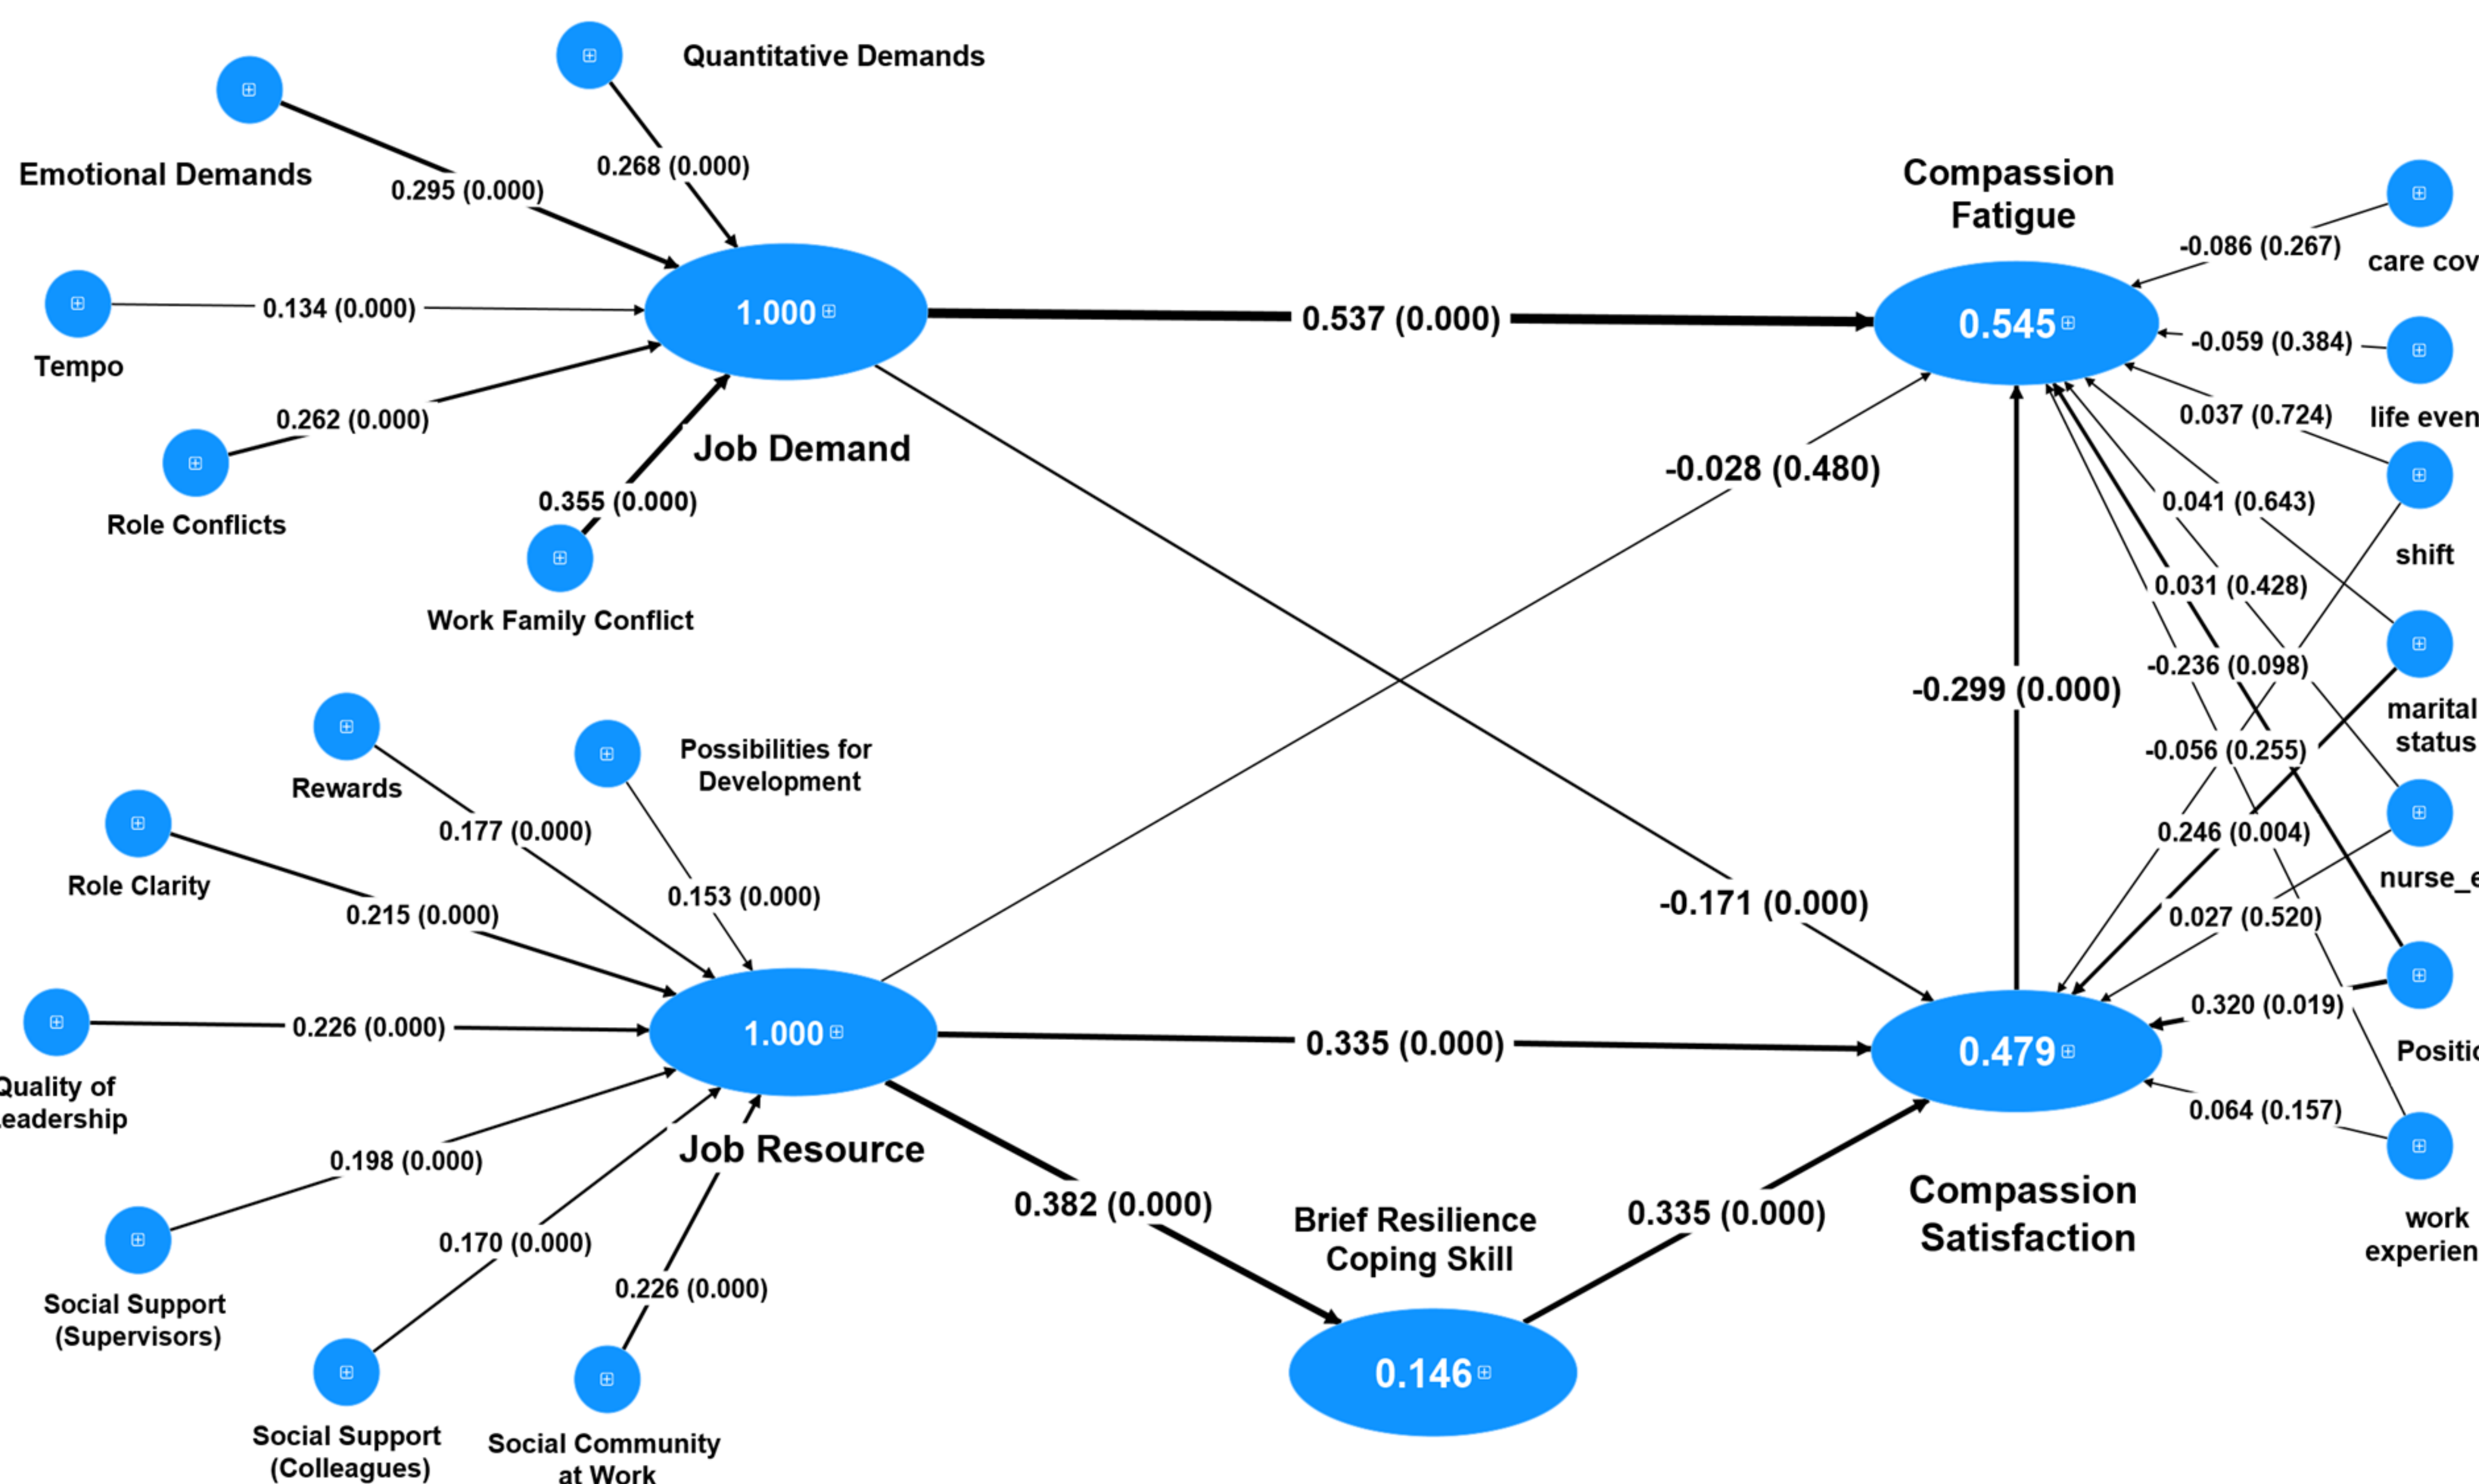 Quantitative Demands
Emotional Demands
0.268 (0.000)
0.295 (0.000)
Tempo
0.134 (0.000)
1.000
0.262 (0.000)
Role Conflicts
Job Demand
0.355 (0.000)
Work Family Conflict
0.537 (0.000)
Compassion
Fatigue
0.545
-0.028 (0.480)
-0.299 (0.000)
-0.171 (0.000)
-0.086 (0.267)
care cov
-0.059 (0.384)
life even
0.037 (0.724)
shift
0.041 (0.643)
0.031 (0.428)
-0.236 (0.098)
marital
status
-0.056 (0.255)
0.246 (0.004)
nurse_e
0.027 (0.520)
0.320 (0.019)
Positio
0.064 (0.157)
work
experien
Rewards
Possibilities for
Development
0.177 (0.000)
Role Clarity
0.153 (0.000)
0.215 (0.000)
0.226 (0.000)
1.000
Quality of
eadership
Job Resource
0.198 (0.000)
Social Support
(Supervisors)
0.170 (0.000)
0.226 (0.000)
Social Support
(Colleagues)
Social Community
at Work
0.335 (0.000)
0.479
0.382 (0.000)
Brief Resilience
Coping Skill
0.335 (0.000)
Compassion
Satisfaction
0.146